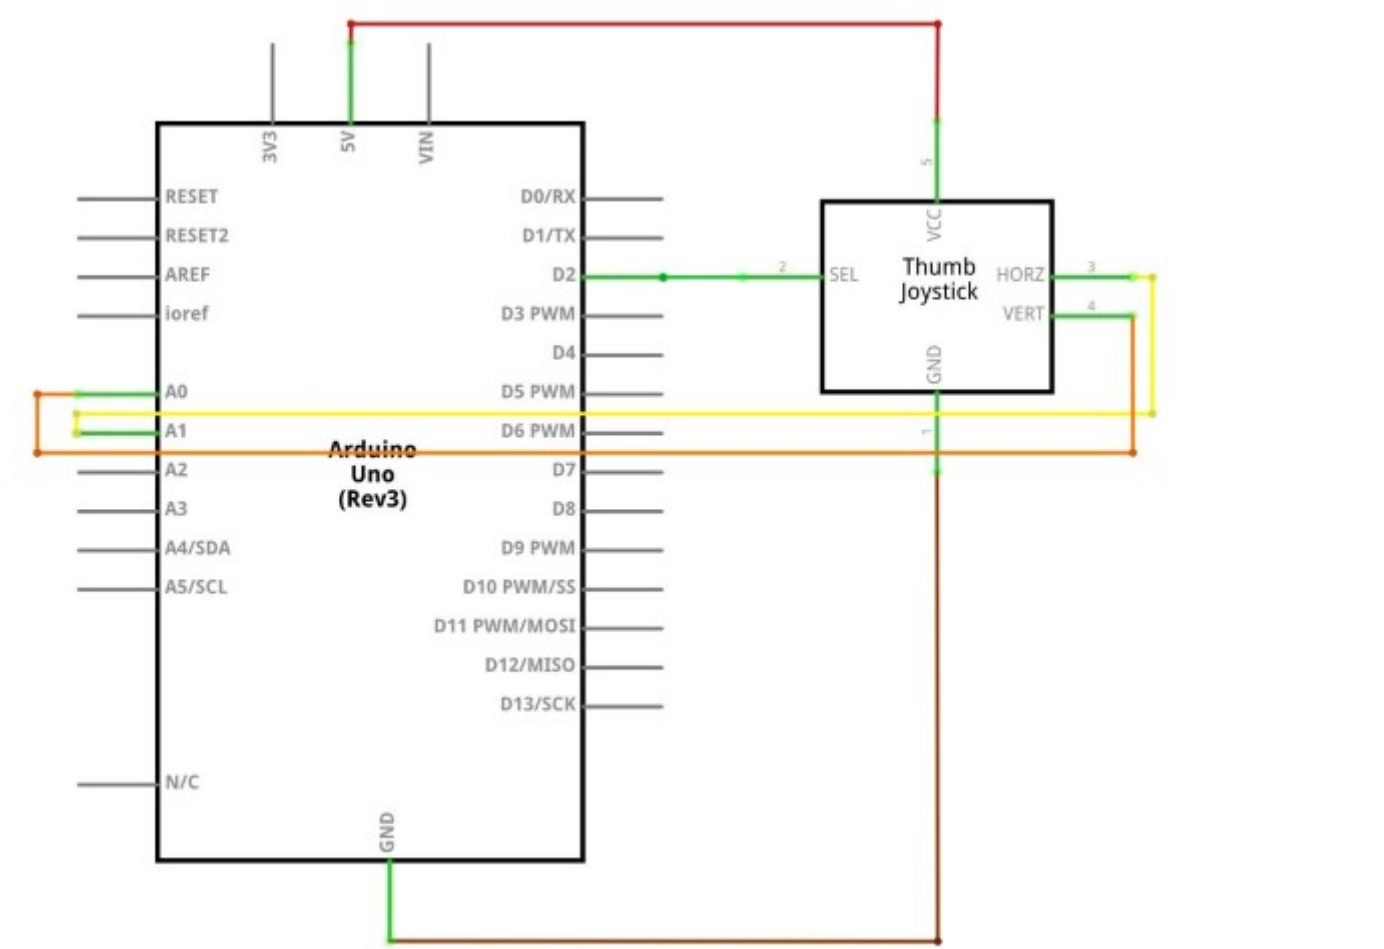 3V3
5V
VIN
RESET
RESET2
AREF
ioref
A0
A1
A2
A3
A4/SDA
A5/SCL
N/C
Arduino
Uno
(Rev3)
D0/RX
D1/TX
D2
D3 PWM
D4
D5 PWM
D6 PWM
D7
D8
D9 PWM
D10 PWM/SS
D11 PWM/MOSI
D12/MISO
D13/SCK
GND
5
VCC
2
SEL
Thumb
Joystick
HORZ
3
VERT
4
GND
1